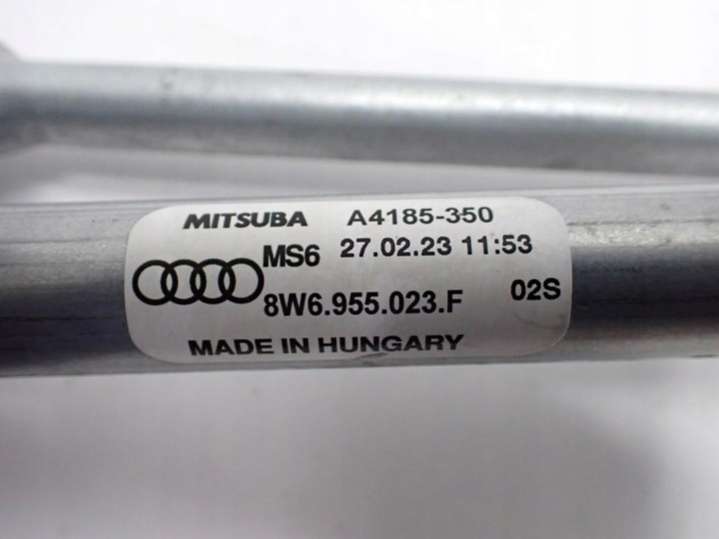 MITSUBA A4185-350
MS6 27.02.23 11:53
8W6.955.023.F 02S
MADE IN HUNGARY